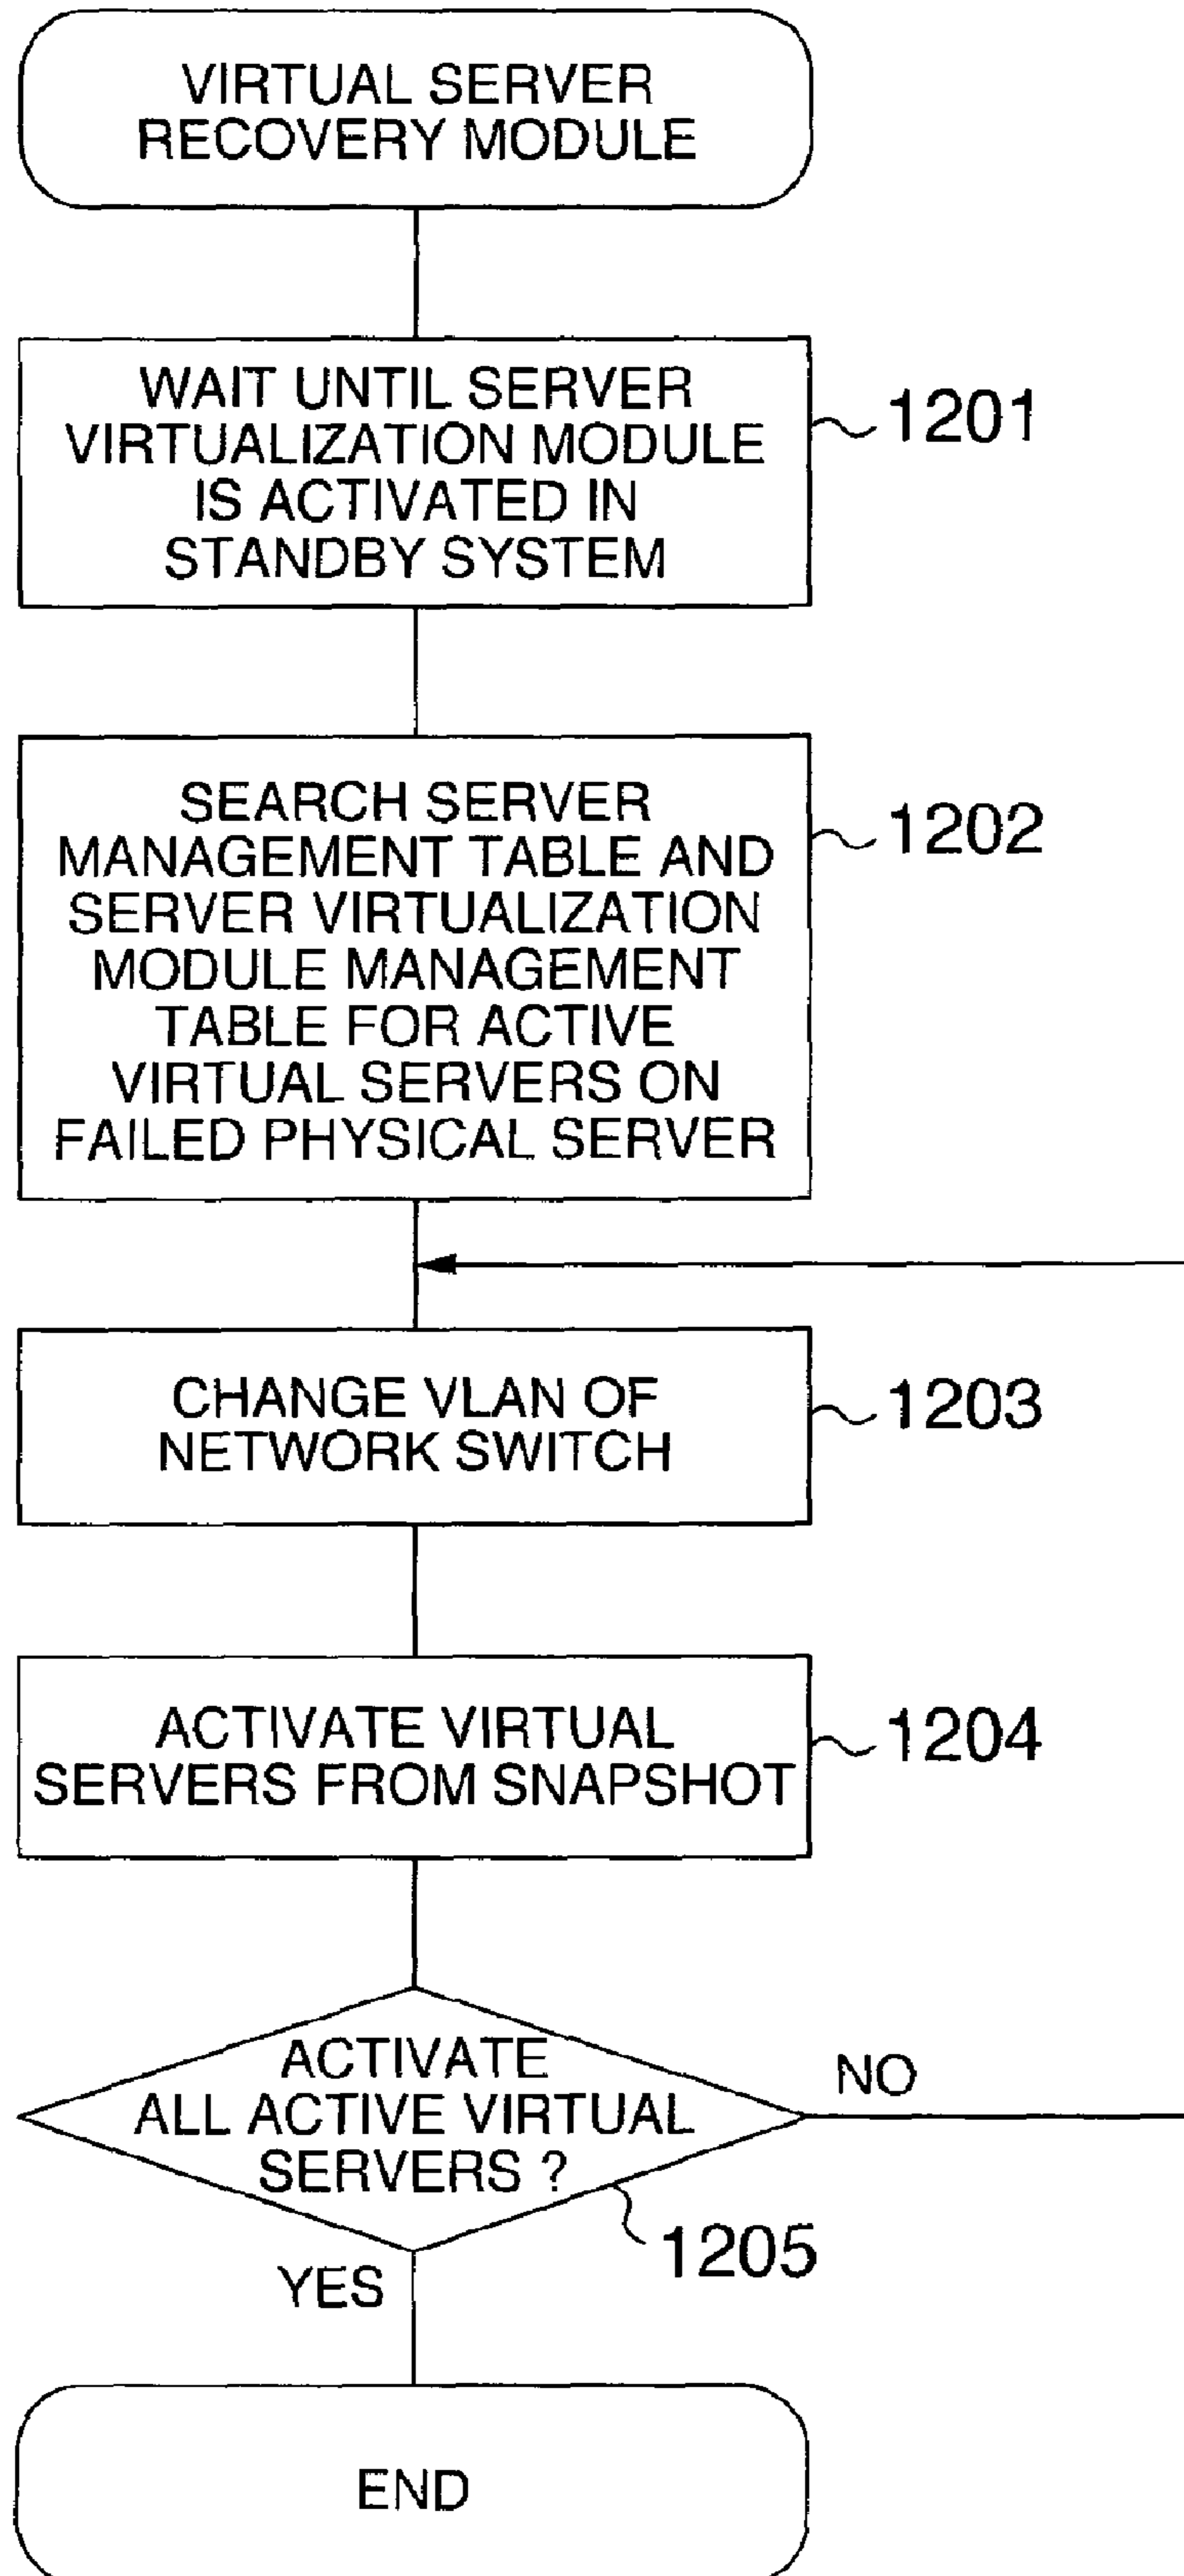 VIRTUAL SERVER
RECOVERY MODULE
WAIT UNTIL SERVER
VIRTUALIZATION MODULE
IS ACTIVATED IN
STANDBY SYSTEM
1201
SEARCH SERVER
MANAGEMENT TABLE AND
SERVER VIRTUALIZATION
MODULE MANAGEMENT
TABLE FOR ACTIVE
VIRTUAL SERVERS ON
FAILED PHYSICAL SERVER
1202
CHANGE VLAN OF
NETWORK SWITCH
1203
ACTIVATE VIRTUAL
SERVERS FROM SNAPSHOT
1204
ACTIVATE
ALL ACTIVE VIRTUAL
SERVERS ?
NO
1205
YES
END